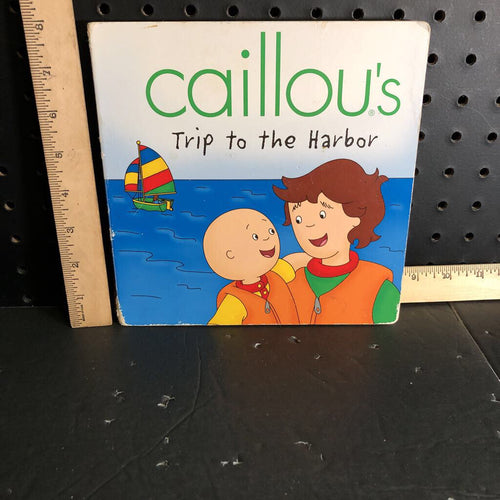 caillou's®
Trip to the Harbor